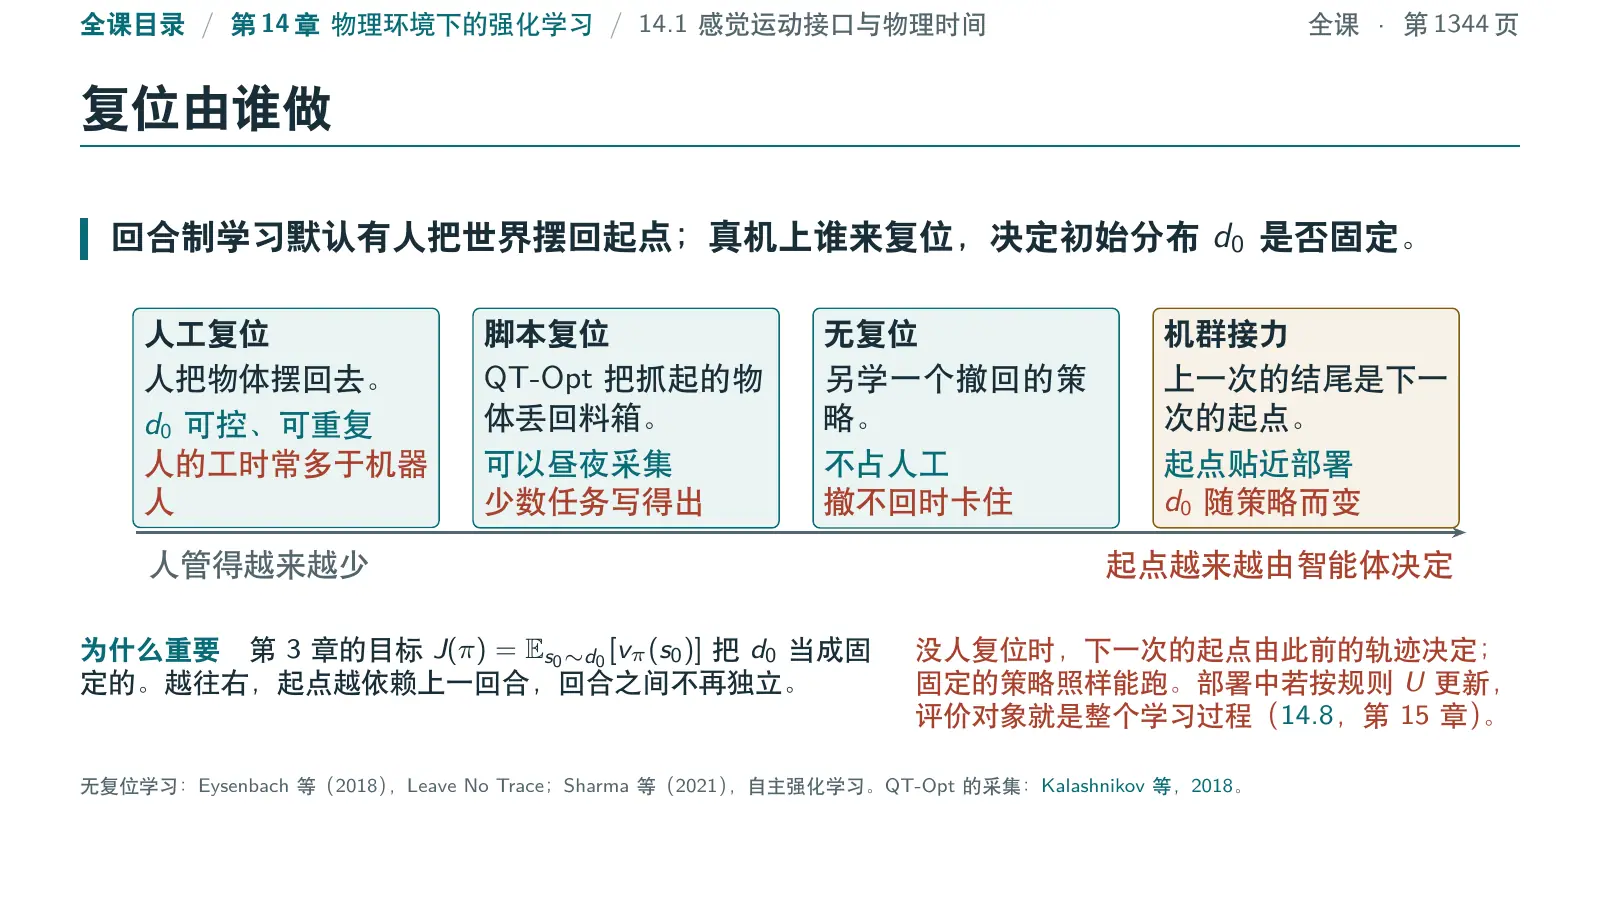 全课目录 / 第 14 章 物理环境下的强化学习 / 14.1 感觉运动接口与物理时间
全课 · 第 1344 页
复位由谁做
回合制学习默认有人把世界摆回起点；真机上谁来复位，决定初始分布 d₀ 是否固定。
人工复位
人把物体摆回去。
d₀ 可控、可重复
人的工时常多于机器
人
脚本复位
QT-Opt 把抓起的物
体丢回料箱。
可以昼夜采集
少数任务写得出
无复位
另学一个撤回的策
略。
不占人工
撤不回时卡住
机群接力
上一次的结尾是下一
次的起点。
起点贴近部署
d₀ 随策略而变
人管得越来越少
起点越来越由智能体决定
为什么重要 第 3 章的目标 J(π) = 𝔼_{s₀∼d₀}[v_π(s₀)] 把 d₀ 当成固
定的。越往右，起点越依赖上一回合，回合之间不再独立。
没人复位时，下一次的起点由此前的轨迹决定；
固定的策略照样能跑。部署中若按规则 U 更新，
评价对象就是整个学习过程（14.8，第 15 章）。
无复位学习：Eysenbach 等（2018），Leave No Trace；Sharma 等（2021），自主强化学习。QT-Opt 的采集：Kalashnikov 等，2018。